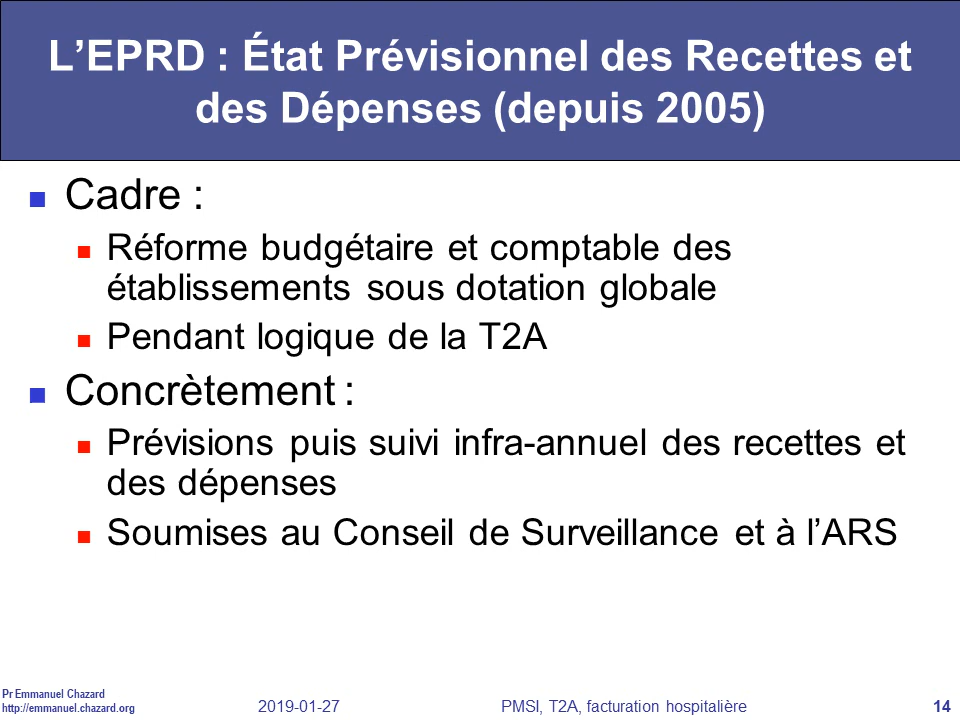 L’EPRD : État Prévisionnel des Recettes et
des Dépenses (depuis 2005)
Cadre :
Réforme budgétaire et comptable des
établissements sous dotation globale
Pendant logique de la T2A
Concrètement :
Prévisions puis suivi infra-annuel des recettes et
des dépenses
Soumises au Conseil de Surveillance et à l’ARS
Pr Emmanuel Chazard
http://emmanuel.chazard.org
2019-01-27
PMSI, T2A, facturation hospitalière
14